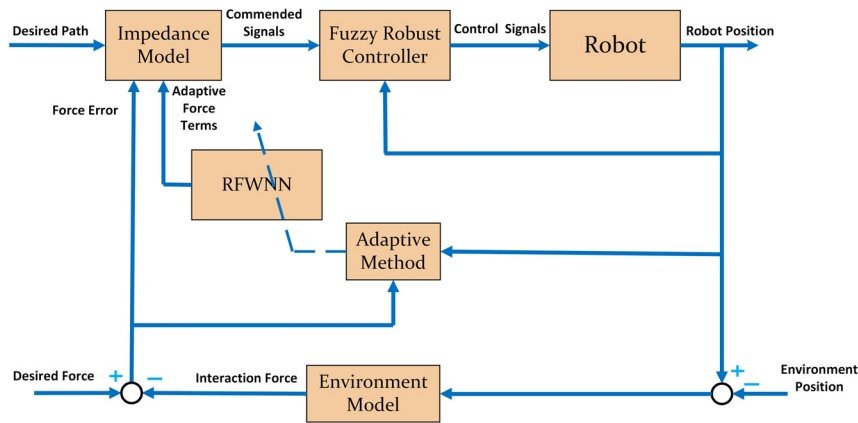 Desired Path
Impedance
Model
Commended
Signals
Fuzzy Robust
Controller
Control Signals
Robot
Robot Position
Force Error
Adaptive
Force
Terms
RFWNN
Adaptive
Method
Desired Force
+
−
Interaction Force
Environment
Model
+
−
Environment
Position